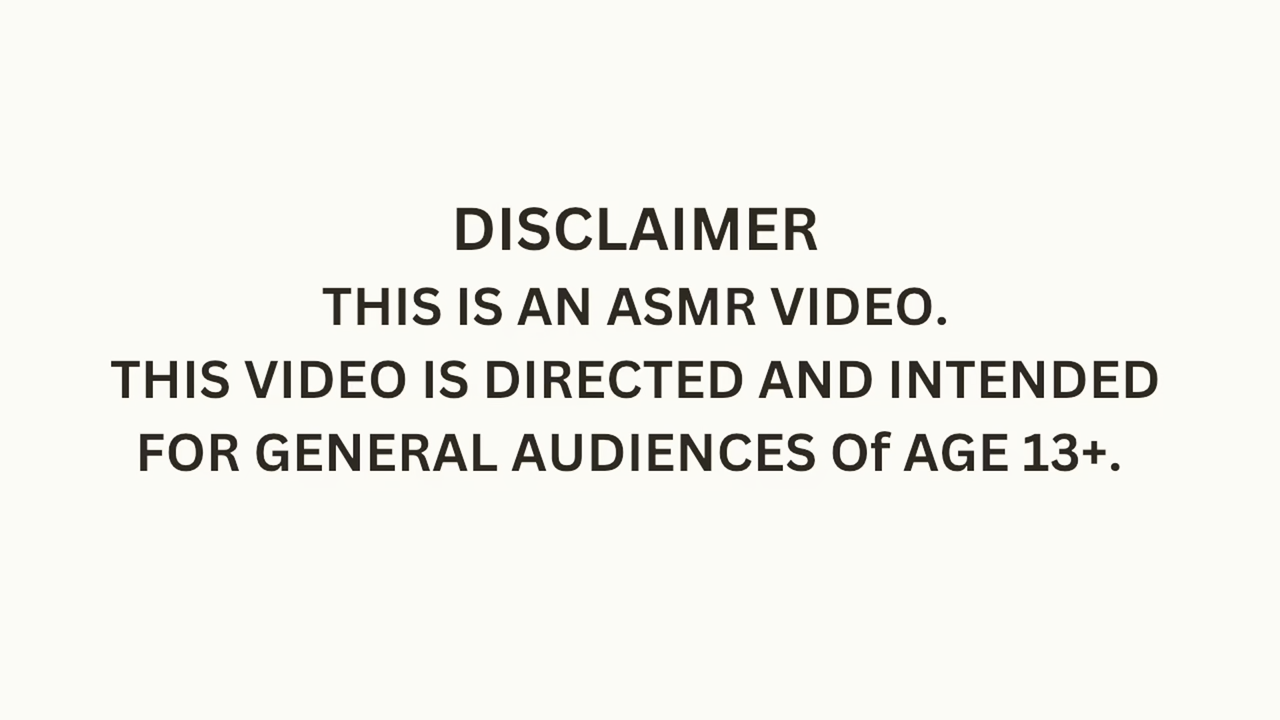 DISCLAIMER
THIS IS AN ASMR VIDEO.
THIS VIDEO IS DIRECTED AND INTENDED
FOR GENERAL AUDIENCES Of AGE 13+.